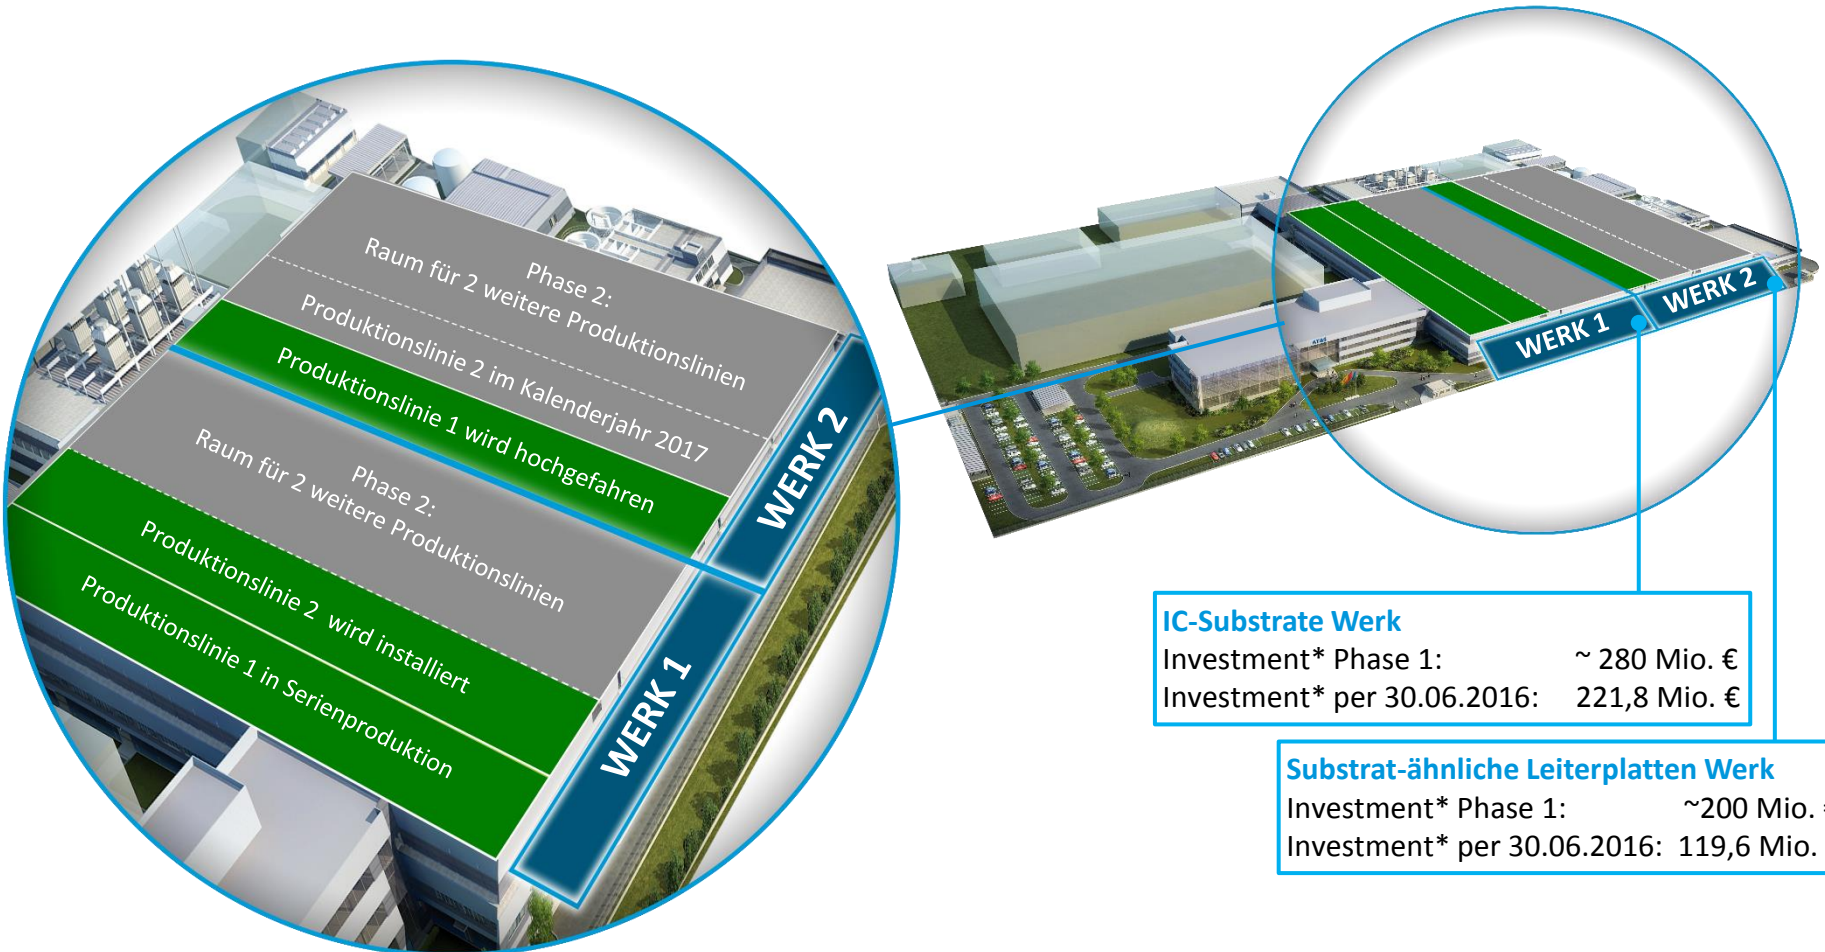 Phase 2:
Raum für 2 weitere Produktionslinien
Produktionslinie 2 im Kalenderjahr 2017
Produktionslinie 1 wird hochgefahren
Phase 2:
Raum für 2 weitere Produktionslinien
Produktionslinie 2 wird installiert
Produktionslinie 1 in Serienproduktion
WERK 2
WERK 1
AT&S
WERK 1
WERK 2
IC-Substrate Werk
Investment* Phase 1: ~ 280 Mio. €
Investment* per 30.06.2016: 221,8 Mio. €
Substrat-ähnliche Leiterplatten Werk
Investment* Phase 1: ~200 Mio.
Investment* per 30.06.2016: 119,6 Mio.